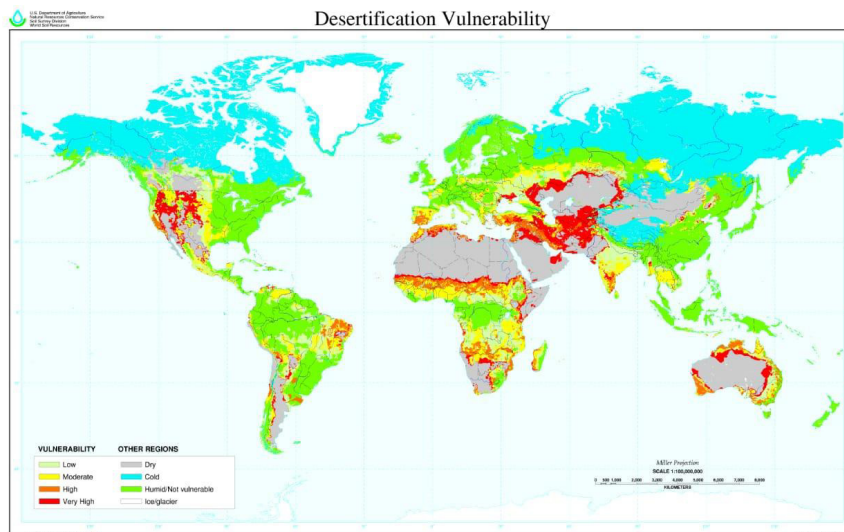 U.S. Department of Agriculture
Natural Resources Conservation Service
Soil Survey Division
World Soil Resources
Desertification Vulnerability
VULNERABILITY
Low
Moderate
High
Very High
OTHER REGIONS
Dry
Cold
Humid/Not vulnerable
Ice/glacier
Miller Projection
SCALE 1:100,000,000
KILOMETERS